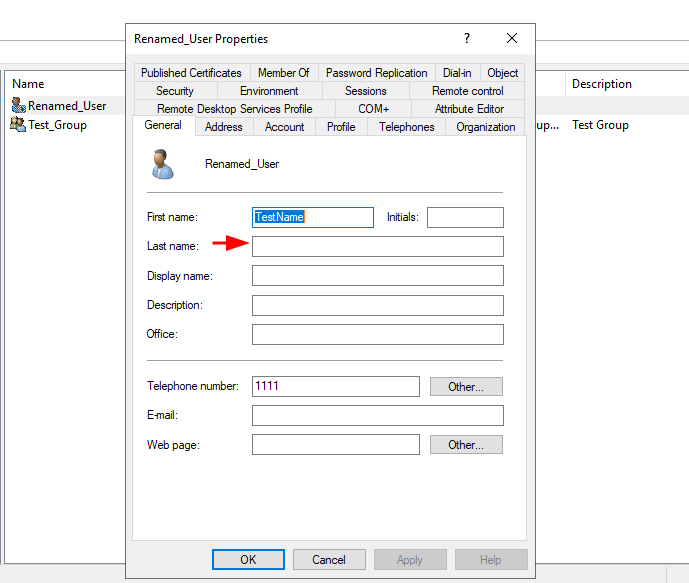 Renamed_User Properties
?
Name
Description
Renamed_User
Test_Group
up...
Test Group
Published Certificates
Member Of
Password Replication
Dial-in
Object
Security
Environment
Sessions
Remote control
Remote Desktop Services Profile
COM+
Attribute Editor
General
Address
Account
Profile
Telephones
Organization
Renamed_User
First name:
TestName
Initials:
Last name:
Display name:
Description:
Office:
Telephone number:
1111
Other...
E-mail:
Web page:
Other...
OK
Cancel
Apply
Help